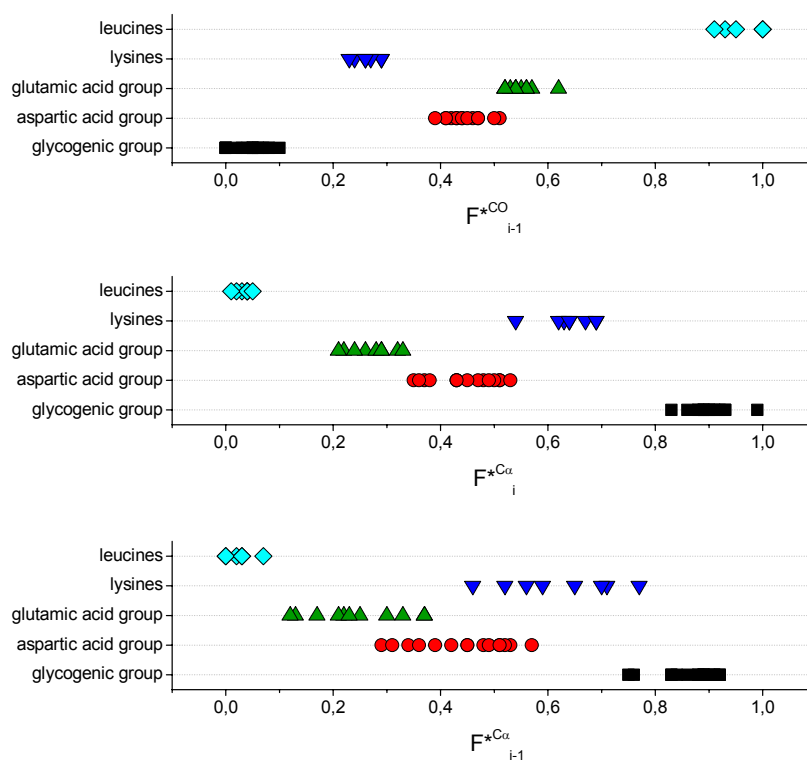 leucines
lysines
glutamic acid group
aspartic acid group
glycogenic group
0,0 0,2 0,4 0,6 0,8 1,0
F*CO i-1
leucines
lysines
glutamic acid group
aspartic acid group
glycogenic group
0,0 0,2 0,4 0,6 0,8 1,0
F*Cα i
leucines
lysines
glutamic acid group
aspartic acid group
glycogenic group
0,0 0,2 0,4 0,6 0,8 1,0
F*Cα i-1